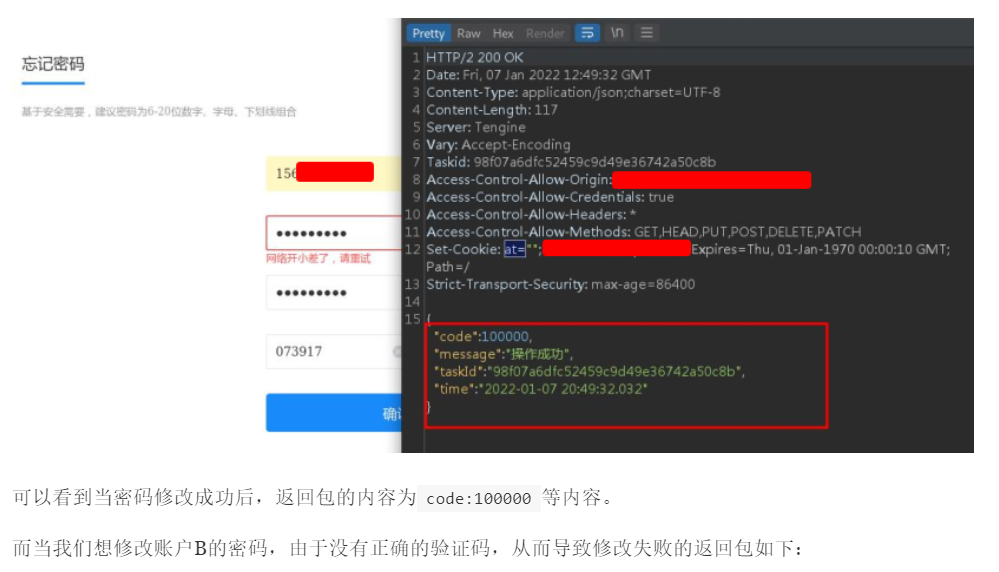 忘记密码
基于安全需要，建议密码为6-20位数字、字母、下划线组合
156
●●●●●●●●●
网络开小差了，请重试
●●●●●●●●●
073917
Pretty Raw Hex Render \n
1 HTTP/2 200 OK
2 Date: Fri, 07 Jan 2022 12:49:32 GMT
3 Content-Type: application/json;charset=UTF-8
4 Content-Length: 117
5 Server: Tengine
6 Vary: Accept-Encoding
7 Taskid: 98f07a6dfc52459c9d49e36742a50c8b
8 Access-Control-Allow-Origin:
9 Access-Control-Allow-Credentials: true
10 Access-Control-Allow-Headers: *
11 Access-Control-Allow-Methods: GET,HEAD,PUT,POST,DELETE,PATCH
12 Set-Cookie: at=""; Expires=Thu, 01-Jan-1970 00:00:10 GMT;
Path=/
13 Strict-Transport-Security: max-age=86400
14
15 {
"code":100000,
"message":"操作成功",
"taskId":"98f07a6dfc52459c9d49e36742a50c8b",
"time":"2022-01-07 20:49:32.032"
}
可以看到当密码修改成功后，返回包的内容为 code:100000 等内容。
而当我们想修改账户B的密码，由于没有正确的验证码，从而导致修改失败的返回包如下：